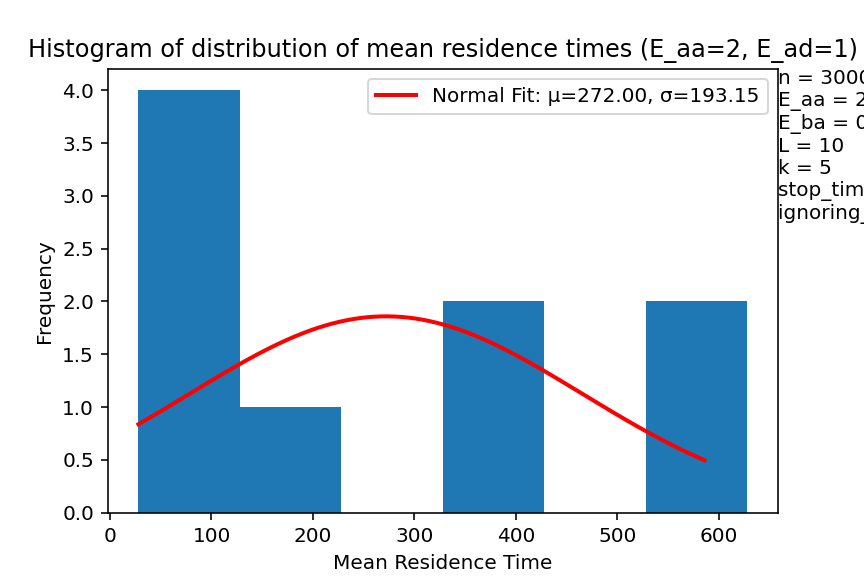 Histogram of distribution of mean residence times (E_aa=2, E_ad=1)
n = 3000
E_aa = 2
E_ba = 0
L = 10
k = 5
stop_tim
ignoring_
Normal Fit: μ=272.00, σ=193.15
4.0
3.5
3.0
2.5
2.0
1.5
1.0
0.5
0.0
Frequency
0 100 200 300 400 500 600
Mean Residence Time